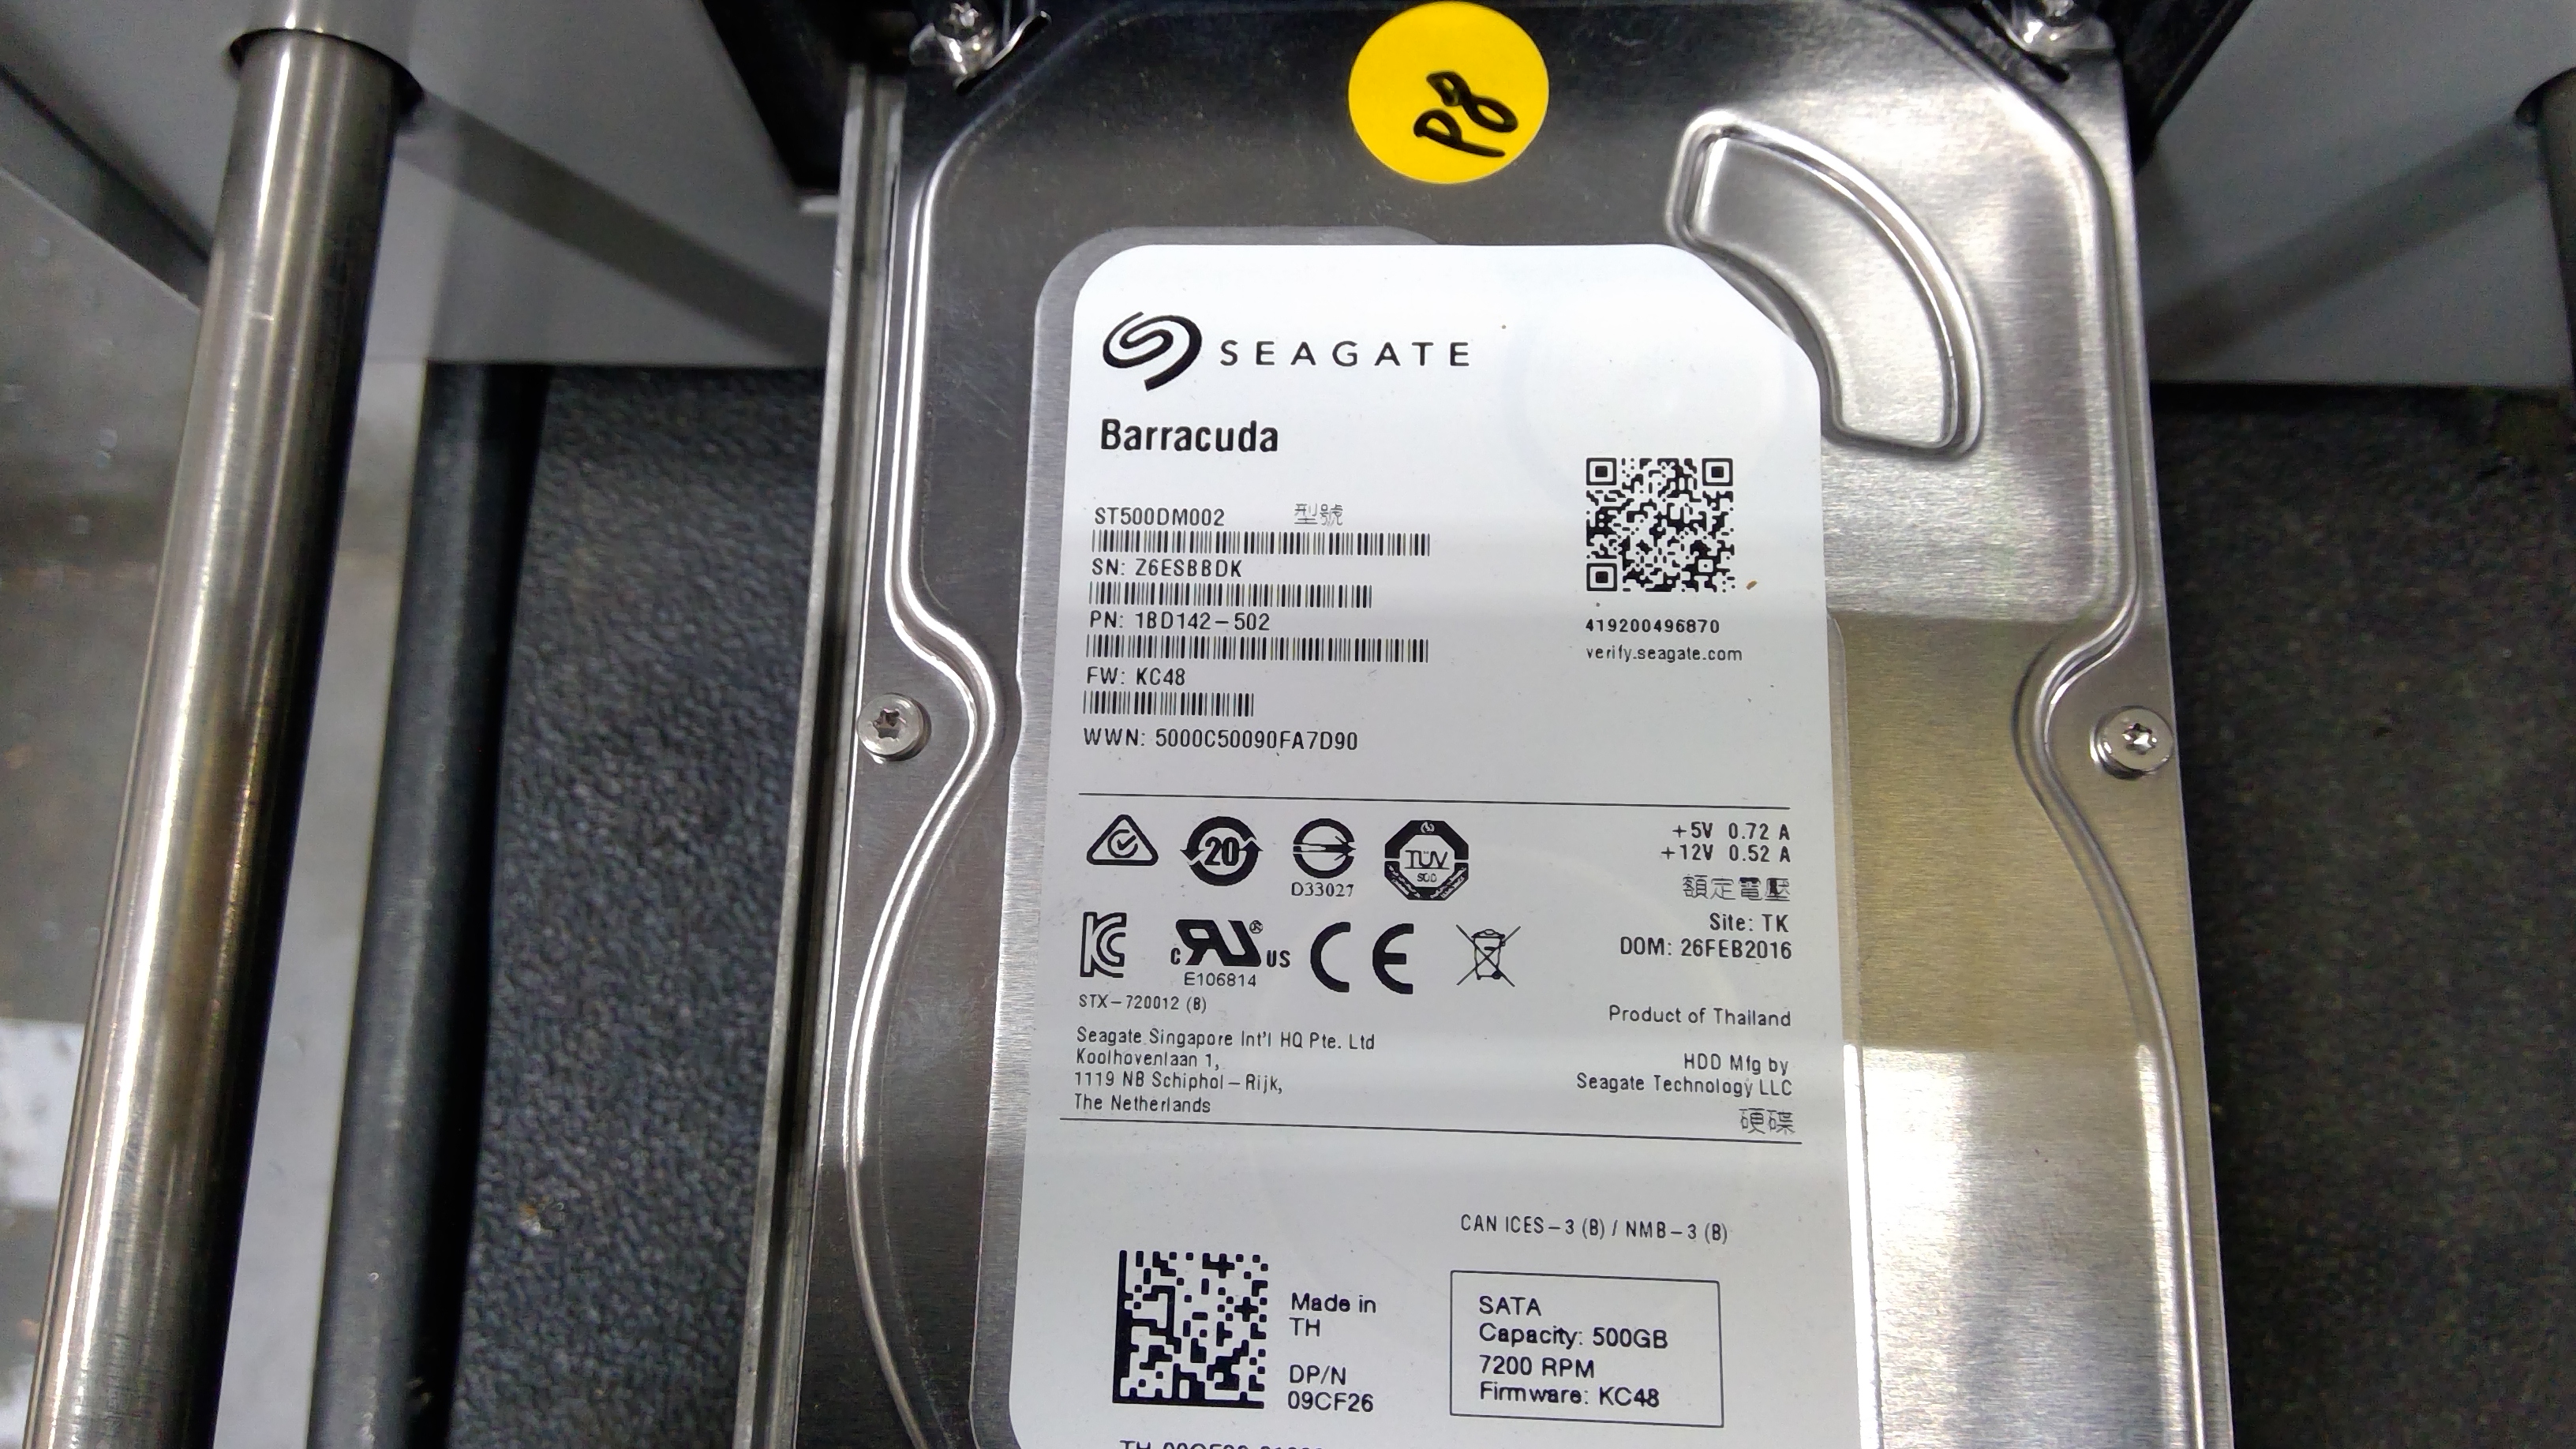 P8
SEAGATE
Barracuda
ST500DM002 型號
SN: Z6ESBBDK
PN: 1BD142-502
FW: KC48
WWN: 5000C50090FA7D90
419200496870
verify.seagate.com
20
D33027
TÜV
SÜD
+5V 0.72 A
+12V 0.52 A
額定電壓
Site: TK
DOM: 26FEB2016
C US
E106814
CE
STX-720012 (B)
Seagate Singapore Int'l HQ Pte. Ltd
Koolhovenlaan 1,
1119 NB Schiphol-Rijk,
The Netherlands
Product of Thailand
HDD Mfg by
Seagate Technology LLC
硬碟
CAN ICES-3 (B) / NMB-3 (B)
Made in
TH
DP/N
09CF26
SATA
Capacity: 500GB
7200 RPM
Firmware: KC48